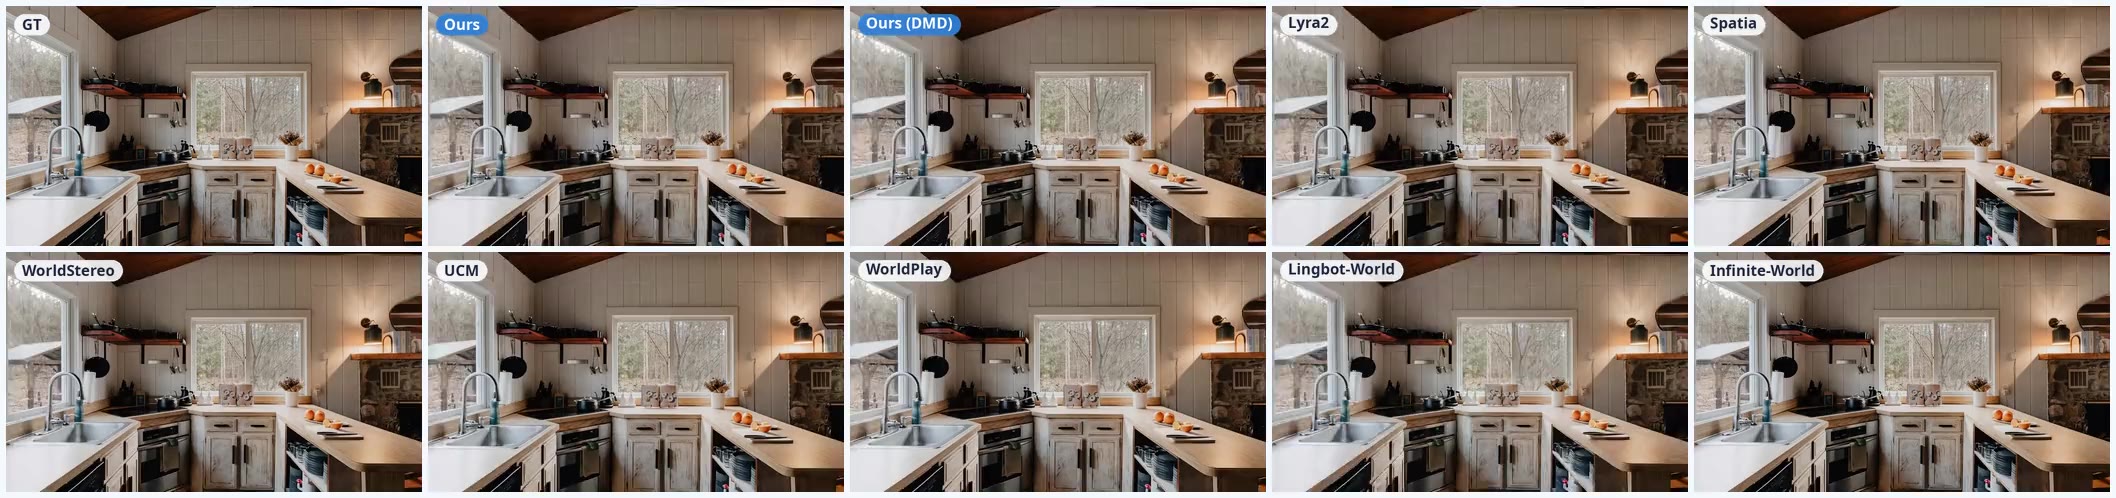 GT
Ours
Ours (DMD)
Lyra2
Spatia
WorldStereo
UCM
WorldPlay
Lingbot-World
Infinite-World